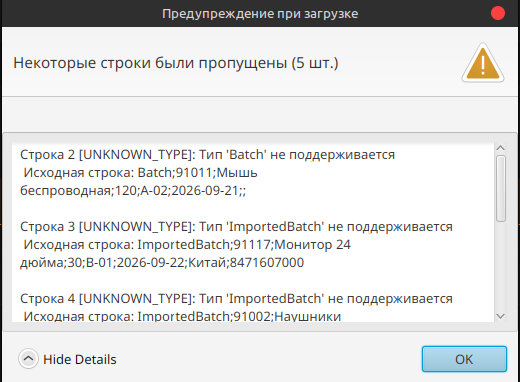 Предупреждение при загрузке
Некоторые строки были пропущены (5 шт.)
Строка 2 [UNKNOWN_TYPE]: Тип 'Batch' не поддерживается
Исходная строка: Batch;91011;Мышь
беспроводная;120;A-02;2026-09-21;;
Строка 3 [UNKNOWN_TYPE]: Тип 'ImportedBatch' не поддерживается
Исходная строка: ImportedBatch;91117;Монитор 24
дюйма;30;B-01;2026-09-22;Китай;8471607000
Строка 4 [UNKNOWN_TYPE]: Тип 'ImportedBatch' не поддерживается
Исходная строка: ImportedBatch;91002;Наушники
Hide Details
OK